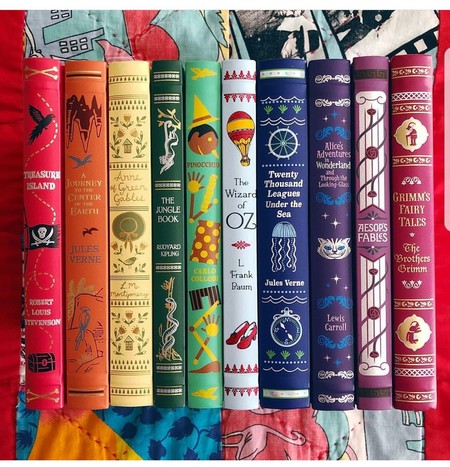 TREASURE
ISLAND
ROBERT
LOUIS
STEVENSON
A
JOURNEY
TO THE
CENTER
OF THE
EARTH
JULES
VERNE
Anne
of Green
Gables
L.M.
Montgomery
THE
JUNGLE
BOOK
RUDYARD
KIPLING
PINOCCHIO
CARLO
COLLODI
The
Wizard
of
OZ
L.
Frank
Baum
Twenty
Thousand
Leagues
Under the
Sea
Jules Verne
Alice's
Adventures
in
Wonderland
and
Through the
Looking-Glass
Lewis
Carroll
AESOP'S
FABLES
GRIMM'S
FAIRY
TALES
The
Brothers
Grimm